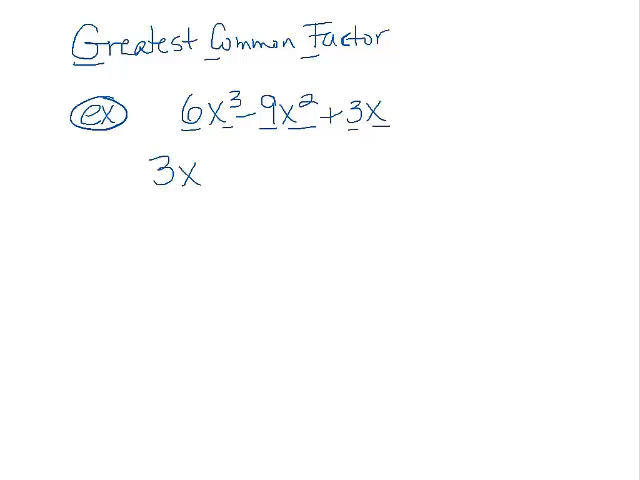 Greatest Common Factor
ex 6x³ - 9x² + 3x
3x